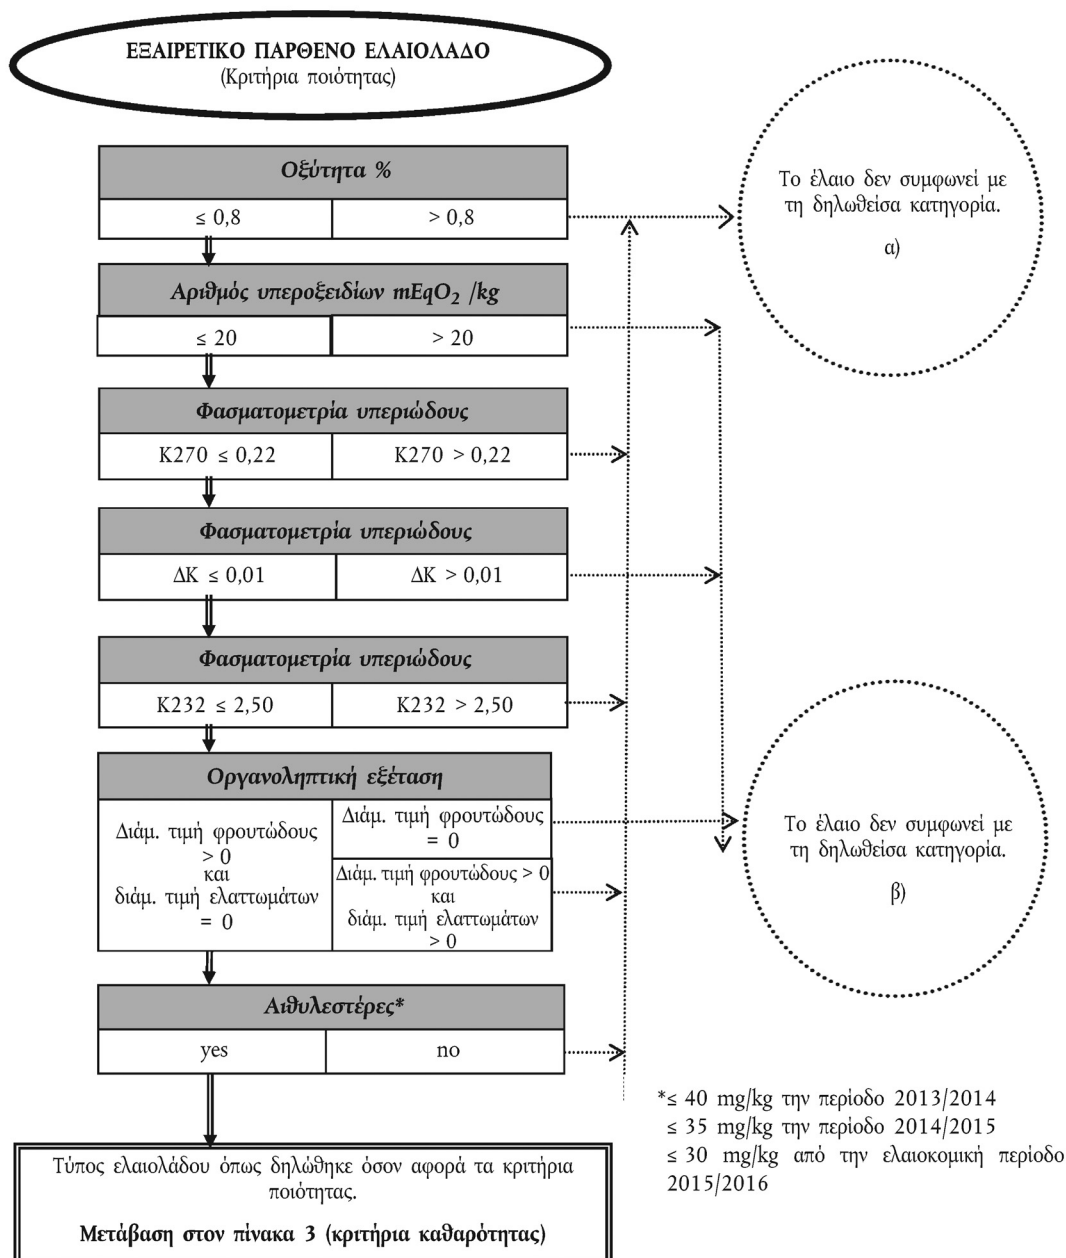 ΕΞΑΙΡΕΤΙΚΟ ΠΑΡΘΕΝΟ ΕΛΑΙΟΛΑΔΟ
(Κριτήρια ποιότητας)
Οξύτητα %
≤ 0,8
> 0,8
Το έλαιο δεν συμφωνεί με
τη δηλωθείσα κατηγορία.
α)
Αριθμός υπεροξειδίων mEqO₂ /kg
≤ 20
> 20
Φασματομετρία υπεριώδους
K270 ≤ 0,22
K270 > 0,22
Φασματομετρία υπεριώδους
ΔK ≤ 0,01
ΔK > 0,01
Φασματομετρία υπεριώδους
K232 ≤ 2,50
K232 > 2,50
Οργανοληπτική εξέταση
Διάμ. τιμή φρουτώδους
> 0
και
διάμ. τιμή ελαττωμάτων
= 0
Διάμ. τιμή φρουτώδους
= 0
Διάμ. τιμή φρουτώδους > 0
και
διάμ. τιμή ελαττωμάτων
> 0
Το έλαιο δεν συμφωνεί με
τη δηλωθείσα κατηγορία.
β)
Αιθυλεστέρες*
yes
no
*≤ 40 mg/kg την περίοδο 2013/2014
≤ 35 mg/kg την περίοδο 2014/2015
≤ 30 mg/kg από την ελαιοκομική περίοδο
2015/2016
Τύπος ελαιολάδου όπως δηλώθηκε όσον αφορά τα κριτήρια
ποιότητας.
Μετάβαση στον πίνακα 3 (κριτήρια καθαρότητας)